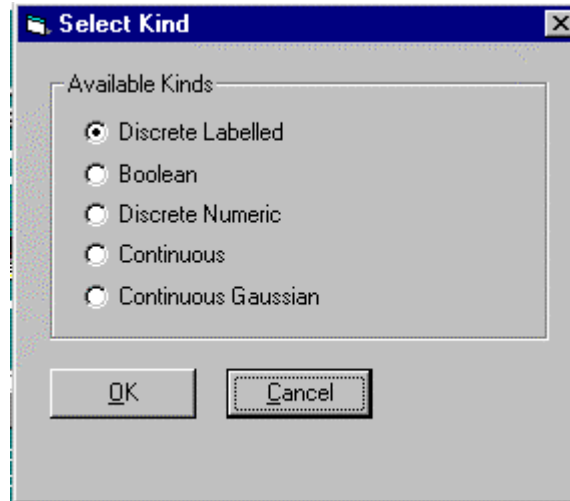 Select Kind
Available Kinds
Discrete Labelled
Boolean
Discrete Numeric
Continuous
Continuous Gaussian
OK Cancel